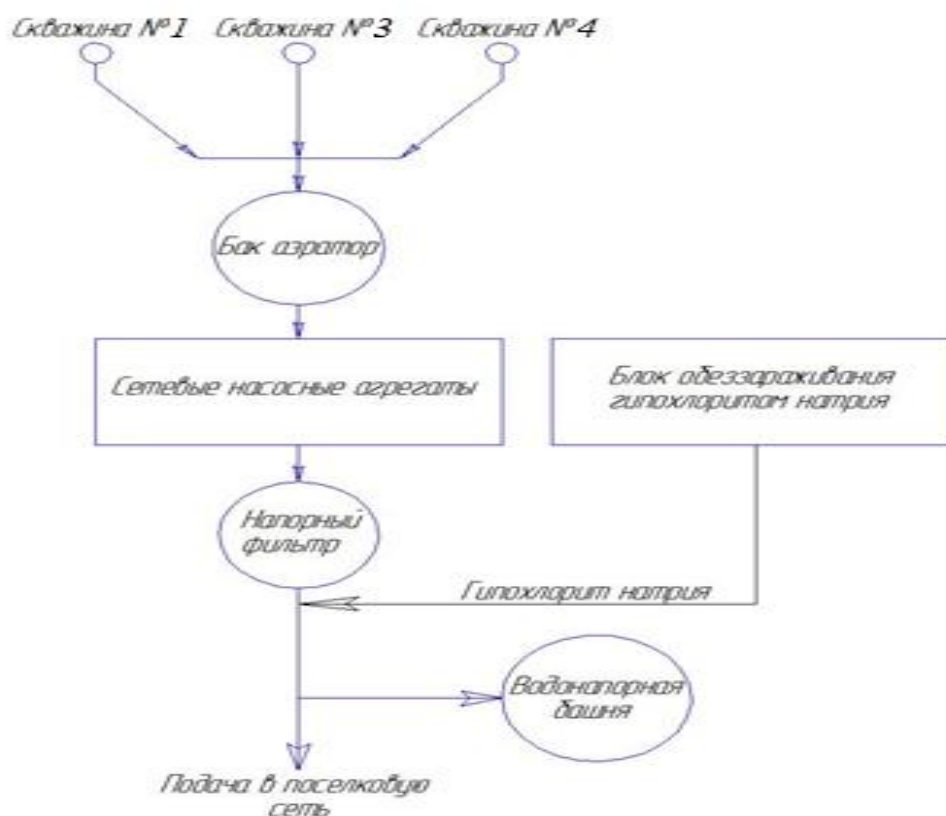 Скважина №1 Скважина №3 Скважина №4
Бак аэратор
Сетевые насосные агрегаты
Блок обеззараживания
гипохлоритом натрия
Напорный
фильтр
Гипохлорит натрия
Водонапорная
башня
Подача в поселковую
сеть